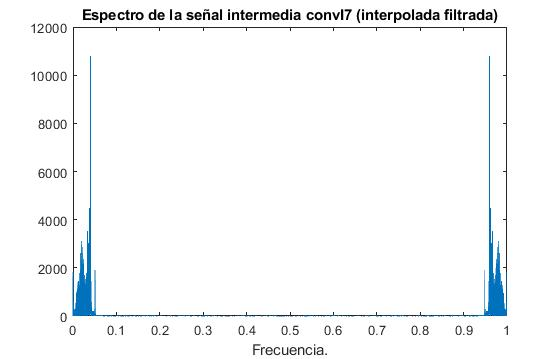 Espectro de la señal intermedia convI7 (interpolada filtrada)
12000
10000
8000
6000
4000
2000
0
0 0.1 0.2 0.3 0.4 0.5 0.6 0.7 0.8 0.9 1
Frecuencia.